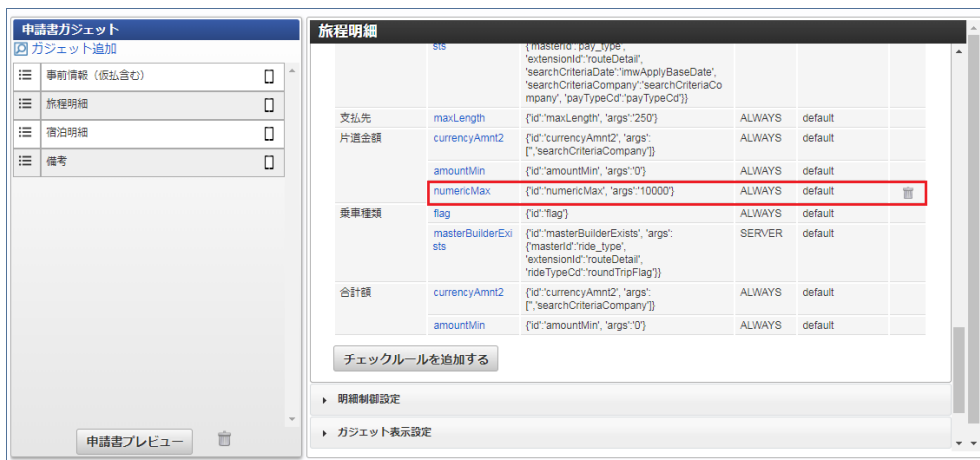 申請書ガジェット
ガジェット追加
事前情報（仮払含む）
旅程明細
宿泊明細
備考
申請書プレビュー
旅程明細
sts
{'masterId':'pay_type',
'extensionId':'routeDetail',
'searchCriteriaDate':'imwApplyBaseDate',
'searchCriteriaCompany':'searchCriteriaCo
mpany', 'payTypeCd':'payTypeCd'}}
支払先 maxLength {'id':'maxLength', 'args':'250'} ALWAYS default
片道金額 currencyAmnt2 {'id':'currencyAmnt2', 'args': ALWAYS default
['','searchCriteriaCompany']}
amountMin {'id':'amountMin', 'args':'0'} ALWAYS default
numericMax {'id':'numericMax', 'args':'10000'} ALWAYS default
乗車種類 flag {'id':'flag'} ALWAYS default
masterBuilderExi {'id':'masterBuilderExists', 'args': SERVER default
sts {'masterId':'ride_type',
'extensionId':'routeDetail',
'rideTypeCd':'roundTripFlag'}}
合計額 currencyAmnt2 {'id':'currencyAmnt2', 'args': ALWAYS default
['','searchCriteriaCompany']}
amountMin {'id':'amountMin', 'args':'0'} ALWAYS default
チェックルールを追加する
明細制御設定
ガジェット表示設定